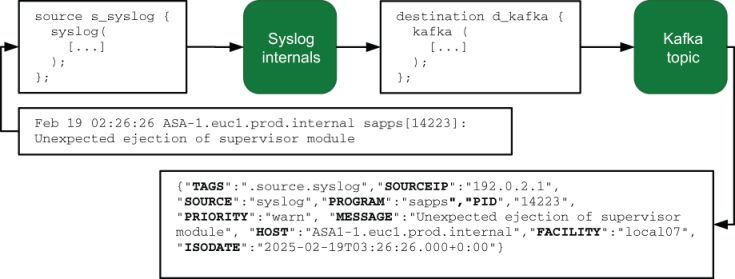 source s_syslog {
syslog(
[...]
);
};
Syslog
internals
destination d_kafka {
kafka (
[...]
);
};
Kafka
topic
Feb 19 02:26:26 ASA-1.euc1.prod.internal sapps[14223]:
Unexpected ejection of supervisor module
{"TAGS":".source.syslog","SOURCEIP":"192.0.2.1",
"SOURCE":"syslog","PROGRAM":"sapps","PID","14223",
"PRIORITY":"warn", "MESSAGE":"Unexpected ejection of supervisor
module", "HOST":"ASA1-1.euc1.prod.internal","FACILITY":"local07",
"ISODATE":"2025-02-19T03:26:26.000+0:00"}